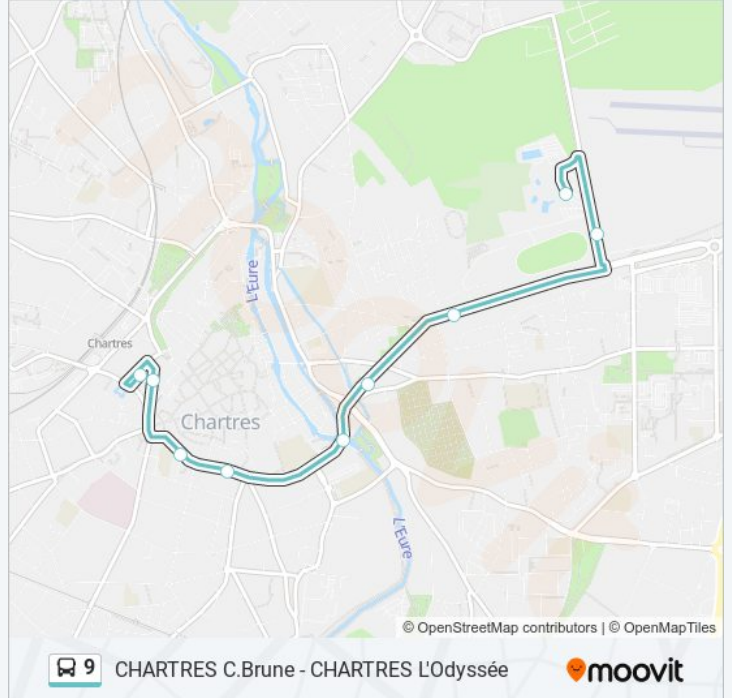 L'Eure
Chartres
Chartres
L'Eure
© OpenStreetMap contributors | © OpenMapTiles
9 CHARTRES C.Brune - CHARTRES L'Odyssée moovit